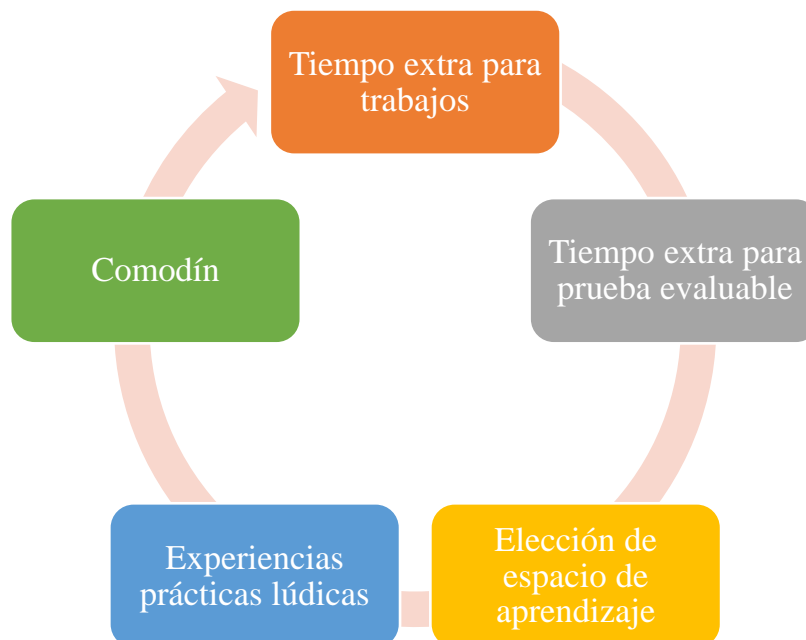 Tiempo extra para
trabajos
Tiempo extra para
prueba evaluable
Elección de
espacio de
aprendizaje
Experiencias
prácticas lúdicas
Comodín